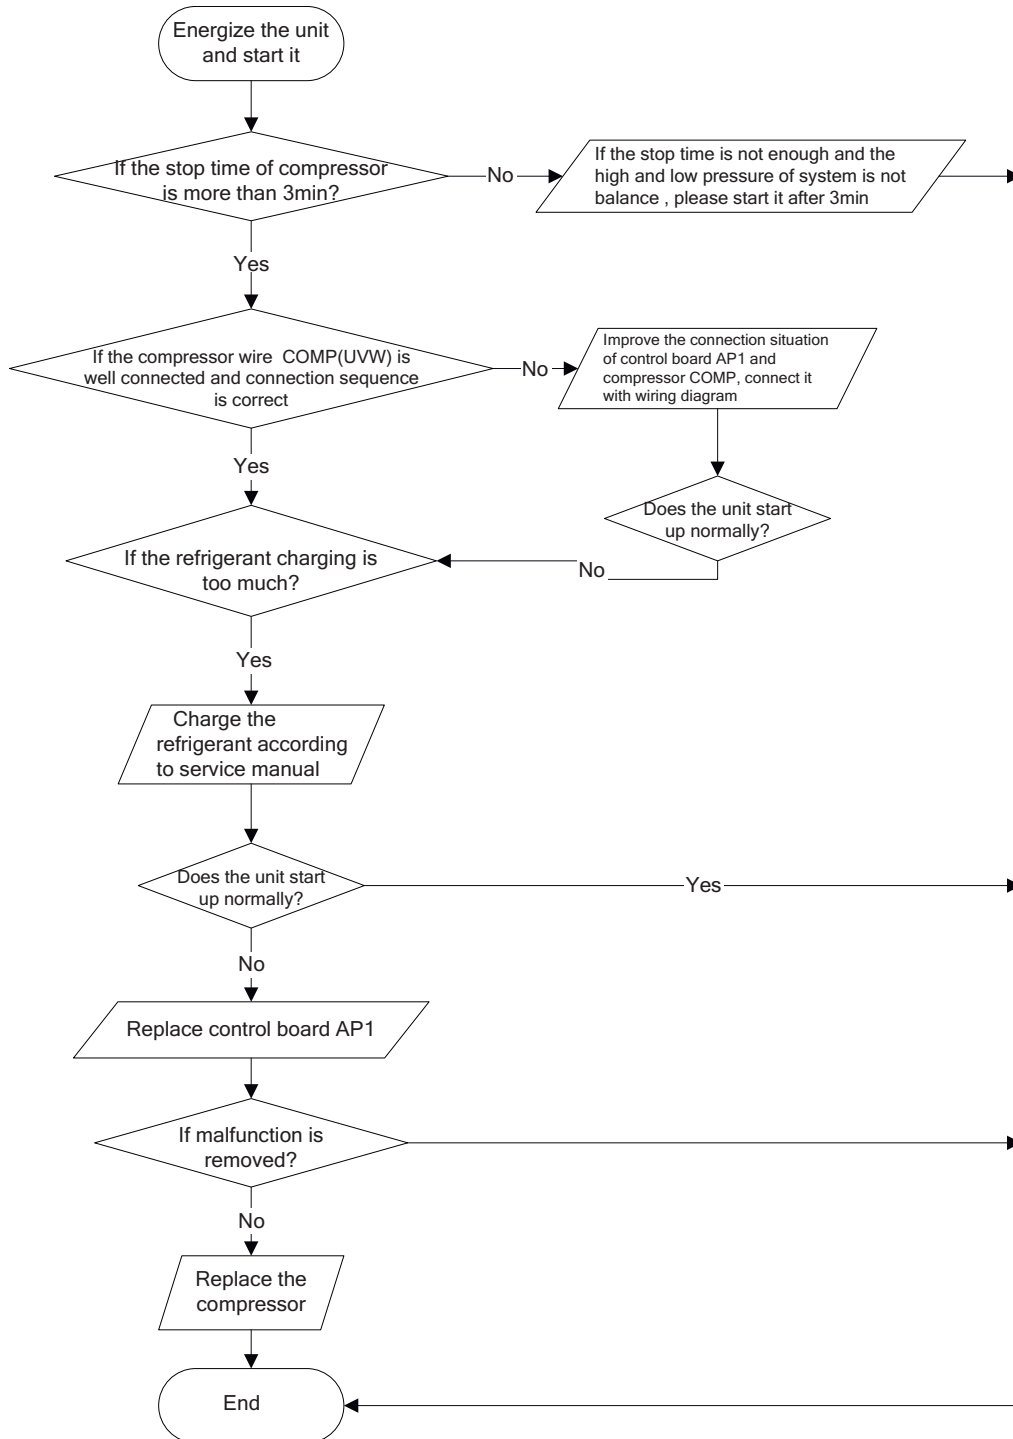 Energize the unit
and start it
If the stop time of compressor
is more than 3min?
No
If the stop time is not enough and the
high and low pressure of system is not
balance , please start it after 3min
Yes
If the compressor wire  COMP(UVW) is
well connected and connection sequence
is correct
No
Improve the connection situation
of control board AP1 and
compressor COMP, connect it
with wiring diagram
Yes
Does the unit start
up normally?
If the refrigerant charging is
too much?
No
Yes
Charge the
refrigerant according
to service manual
Does the unit start
up normally?
Yes
No
Replace control board AP1
If malfunction is
removed?
No
Replace the
compressor
End